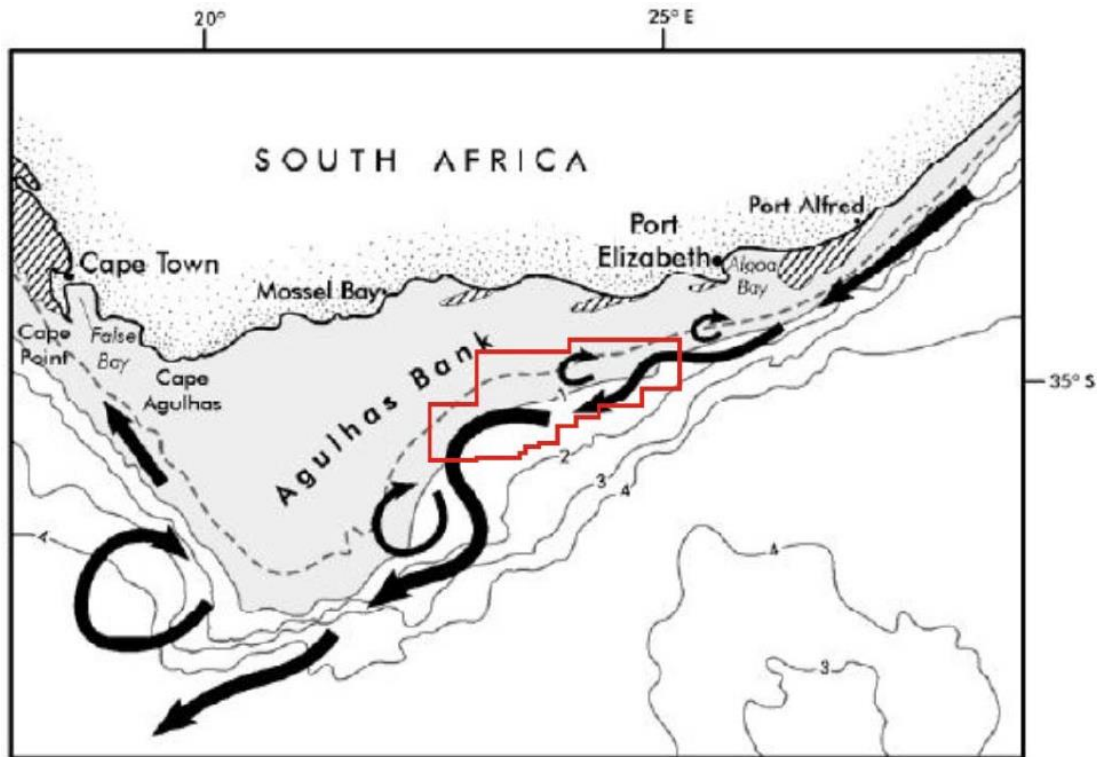 20°
25° E
SOUTH AFRICA
Port Alfred
Port
Elizabeth
Algoa
Bay
Cape Town
Mossel Bay
Cape
Point
False
Bay
Cape
Agulhas
Agulhas Bank
35° S
1
2
3
4
4
4
3